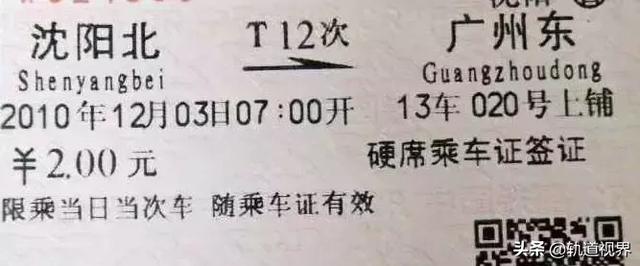 沈阳北 T12次 广州东
Shenyangbei Guangzhoudong
2010年12月03日07:00开 13车020号上铺
¥2.00元 硬席乘车证签证
限乘当日当次车 随乘车证有效
头条 @轨道视界